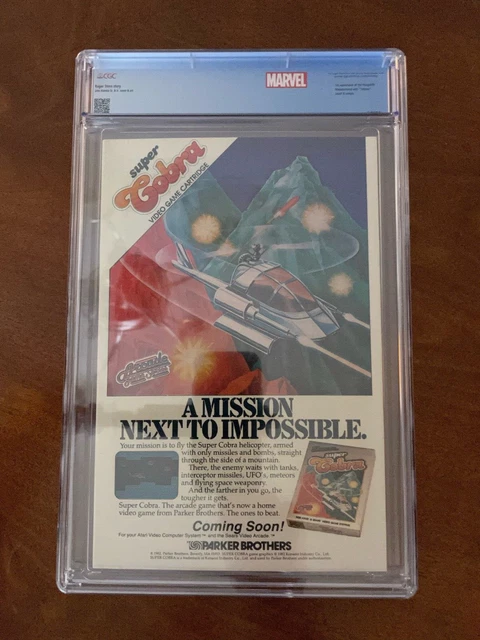 CGC
MARVEL
super
Cobra
VIDEO GAME CARTRIDGE
A MISSION
NEXT TO IMPOSSIBLE.
Your mission is to fly the Super Cobra helicopter, armed
with only missiles and bombs, straight
through the side of a mountain.
There, the enemy waits with tanks,
interceptor missiles, UFO's, meteors
and flying space weaponry.
And the farther in you go, the
tougher it gets.
Super Cobra. The arcade game that's now a home
video game from Parker Brothers. The ones to beat.
super
Cobra
Coming Soon!
For your Atari Video Computer System™ and the Sears Video Arcade™
PARKER BROTHERS